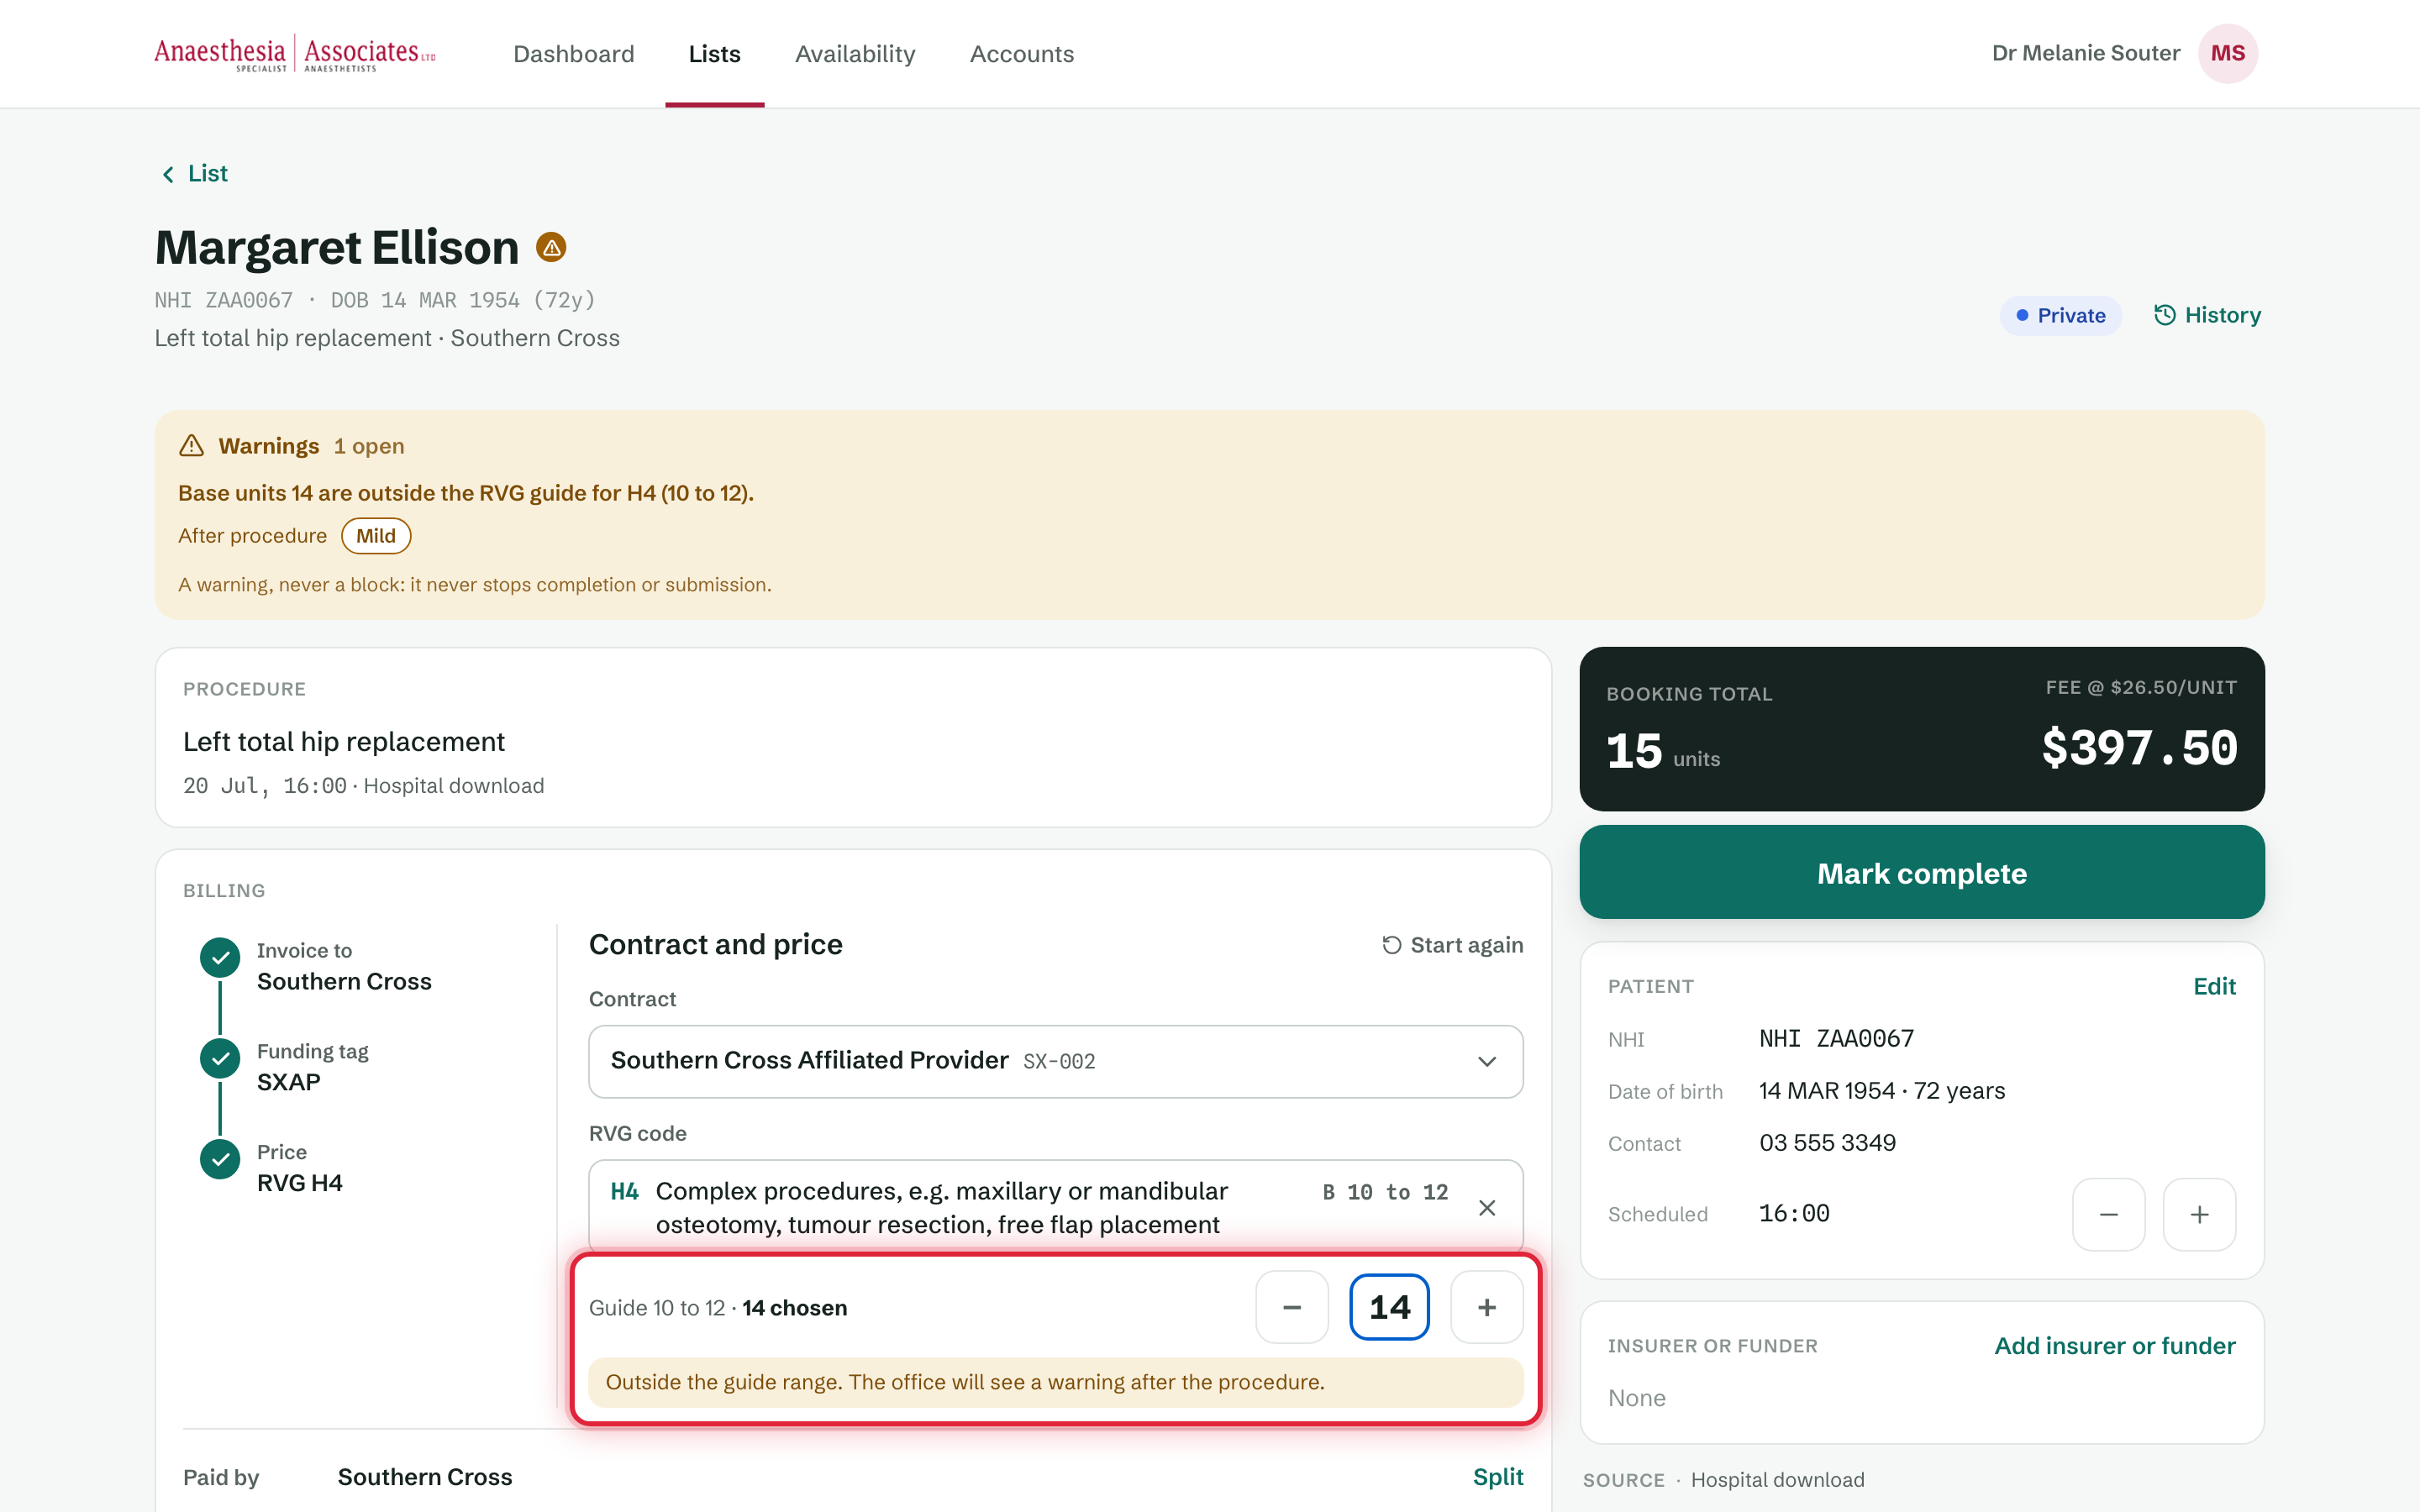 Anaesthesia | Associates LTD
SPECIALIST ANAESTHETISTS
Dashboard
Lists
Availability
Accounts
Dr Melanie Souter
MS
List
Margaret Ellison
NHI ZAA0067 · DOB 14 MAR 1954 (72y)
Left total hip replacement · Southern Cross
Private
History
Warnings 1 open
Base units 14 are outside the RVG guide for H4 (10 to 12).
After procedure Mild
A warning, never a block: it never stops completion or submission.
PROCEDURE
Left total hip replacement
20 Jul, 16:00 · Hospital download
BOOKING TOTAL
15 units
FEE @ $26.50/UNIT
$397.50
Mark complete
BILLING
Invoice to
Southern Cross
Funding tag
SXAP
Price
RVG H4
Contract and price
Start again
Contract
Southern Cross Affiliated Provider SX-002
RVG code
H4 Complex procedures, e.g. maxillary or mandibular
osteotomy, tumour resection, free flap placement
B 10 to 12
Guide 10 to 12 · 14 chosen
− 14 +
Outside the guide range. The office will see a warning after the procedure.
Paid by Southern Cross Split
PATIENT
Edit
NHI NHI ZAA0067
Date of birth 14 MAR 1954 · 72 years
Contact 03 555 3349
Scheduled 16:00 − +
INSURER OR FUNDER
Add insurer or funder
None
SOURCE · Hospital download